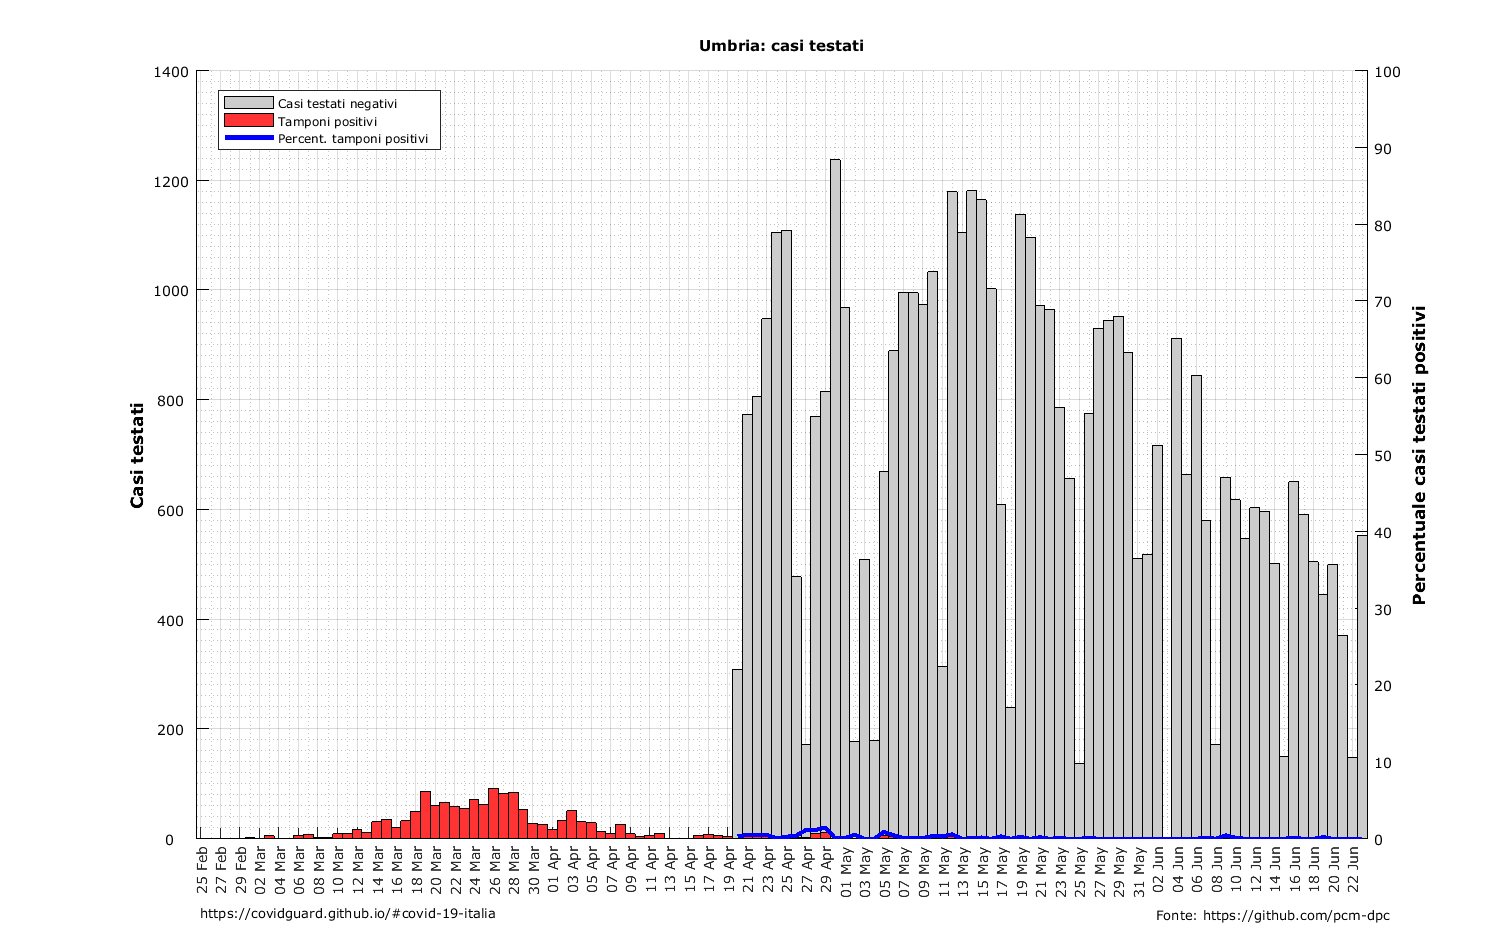 Umbria: casi testati
Casi testati negativi
Tamponi positivi
Percent. tamponi positivi
Casi testati
1400
1200
1000
800
600
400
200
0
100
90
80
70
60
50
40
30
20
10
0
Percentuale casi testati positivi
25 Feb
27 Feb
29 Feb
02 Mar
04 Mar
06 Mar
08 Mar
10 Mar
12 Mar
14 Mar
16 Mar
18 Mar
20 Mar
22 Mar
24 Mar
26 Mar
28 Mar
30 Mar
01 Apr
03 Apr
05 Apr
07 Apr
09 Apr
11 Apr
13 Apr
15 Apr
17 Apr
19 Apr
21 Apr
23 Apr
25 Apr
27 Apr
29 Apr
01 May
03 May
05 May
07 May
09 May
11 May
13 May
15 May
17 May
19 May
21 May
23 May
25 May
27 May
29 May
31 May
02 Jun
04 Jun
06 Jun
08 Jun
10 Jun
12 Jun
14 Jun
16 Jun
18 Jun
20 Jun
22 Jun
https://covidguard.github.io/#covid-19-italia
Fonte: https://github.com/pcm-dpc